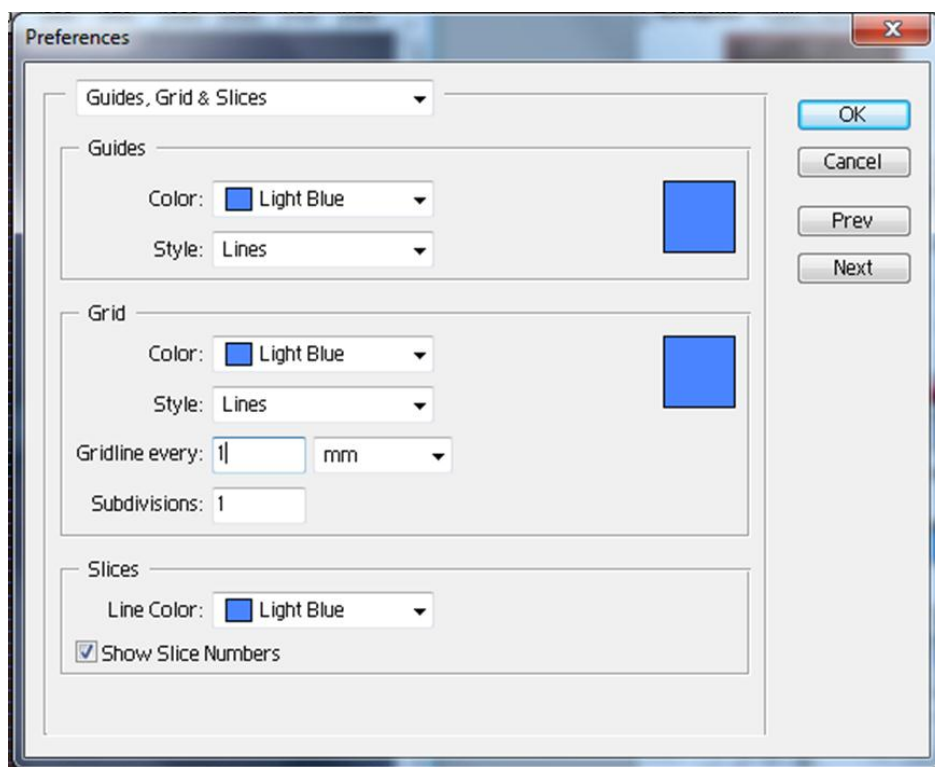 Preferences
Guides, Grid & Slices
OK
Cancel
Prev
Next
Guides
Color: Light Blue
Style: Lines
Grid
Color: Light Blue
Style: Lines
Gridline every: 1 mm
Subdivisions: 1
Slices
Line Color: Light Blue
Show Slice Numbers